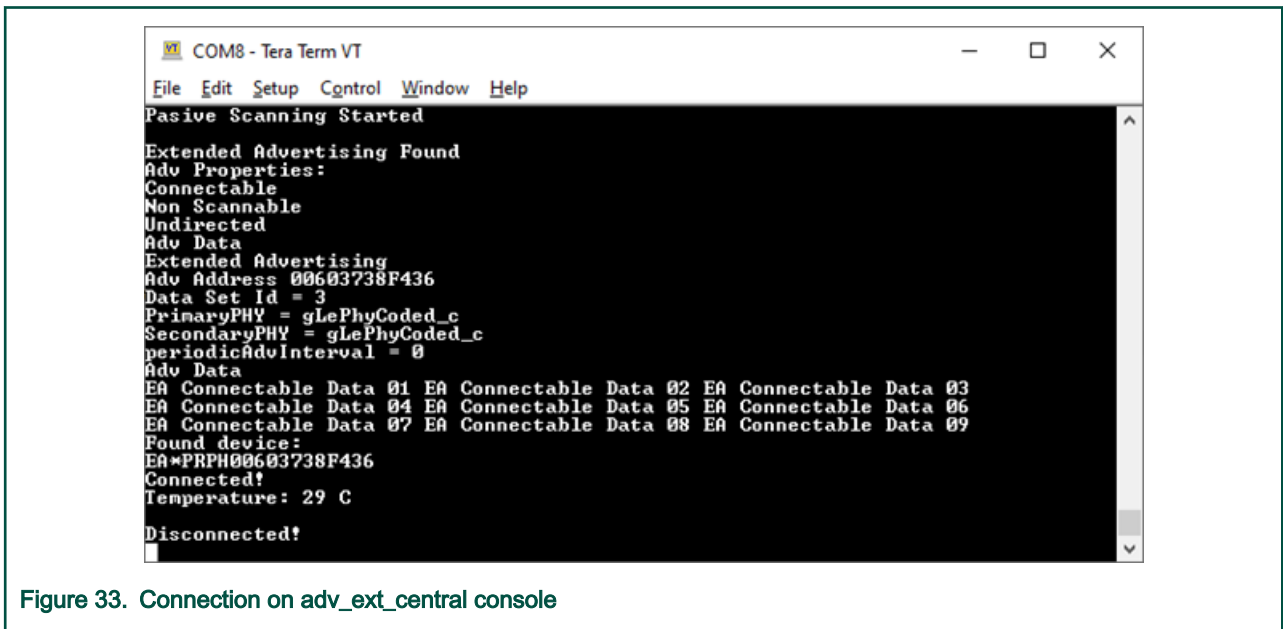 COM8 - Tera Term VT
File Edit Setup Control Window Help
Pasive Scanning Started
Extended Advertising Found
Adv Properties:
Connectable
Non Scannable
Undirected
Adv Data
Extended Advertising
Adv Address 00603738F436
Data Set Id = 3
PrimaryPHY = gLePhyCoded_c
SecondaryPHY = gLePhyCoded_c
periodicAdvInterval = 0
Adv Data
EA Connectable Data 01 EA Connectable Data 02 EA Connectable Data 03
EA Connectable Data 04 EA Connectable Data 05 EA Connectable Data 06
EA Connectable Data 07 EA Connectable Data 08 EA Connectable Data 09
Found device:
EA*PRPH00603738F436
Connected!
Temperature: 29 C
Disconnected!
Figure 33. Connection on adv_ext_central console